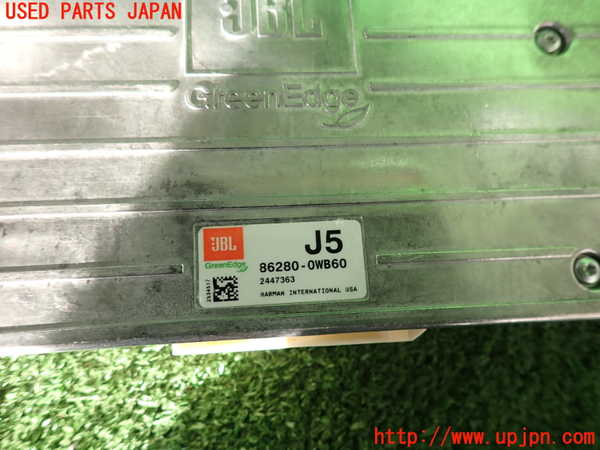 USED PARTS JAPAN
JBL
GreenEdge
JBL
J5
GreenEdge
86280-0WB60
2447363
HARMAN INTERNATIONAL USA
http://www.upjpn.com